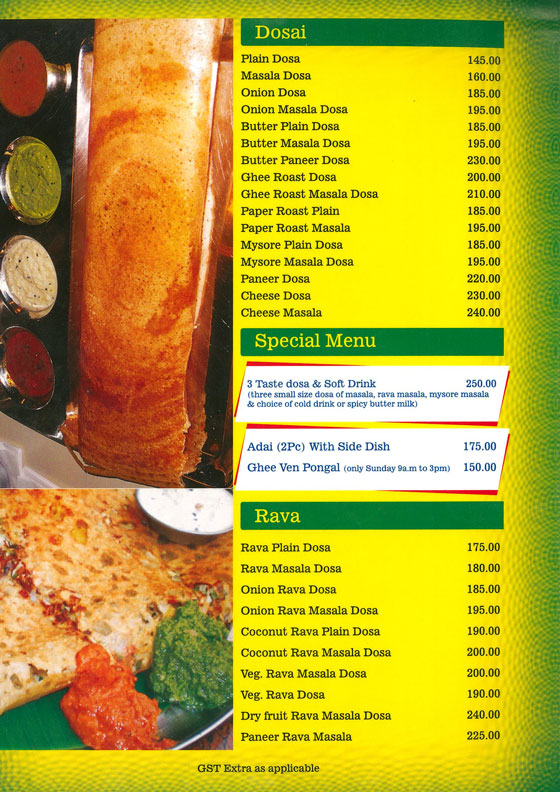 Dosai
Plain Dosa 145.00
Masala Dosa 160.00
Onion Dosa 185.00
Onion Masala Dosa 195.00
Butter Plain Dosa 185.00
Butter Masala Dosa 195.00
Butter Paneer Dosa 230.00
Ghee Roast Dosa 200.00
Ghee Roast Masala Dosa 210.00
Paper Roast Plain 185.00
Paper Roast Masala 195.00
Mysore Plain Dosa 185.00
Mysore Masala Dosa 195.00
Paneer Dosa 220.00
Cheese Dosa 230.00
Cheese Masala 240.00
Special Menu
3 Taste dosa & Soft Drink 250.00
(three small size dosa of masala, rava masala, mysore masala
& choice of cold drink or spicy butter milk)
Adai (2Pc) With Side Dish 175.00
Ghee Ven Pongal (only Sunday 9a.m to 3pm) 150.00
Rava
Rava Plain Dosa 175.00
Rava Masala Dosa 180.00
Onion Rava Dosa 185.00
Onion Rava Masala Dosa 195.00
Coconut Rava Plain Dosa 190.00
Coconut Rava Masala Dosa 200.00
Veg. Rava Masala Dosa 200.00
Veg. Rava Dosa 190.00
Dry fruit Rava Masala Dosa 240.00
Paneer Rava Masala 225.00
GST Extra as applicable